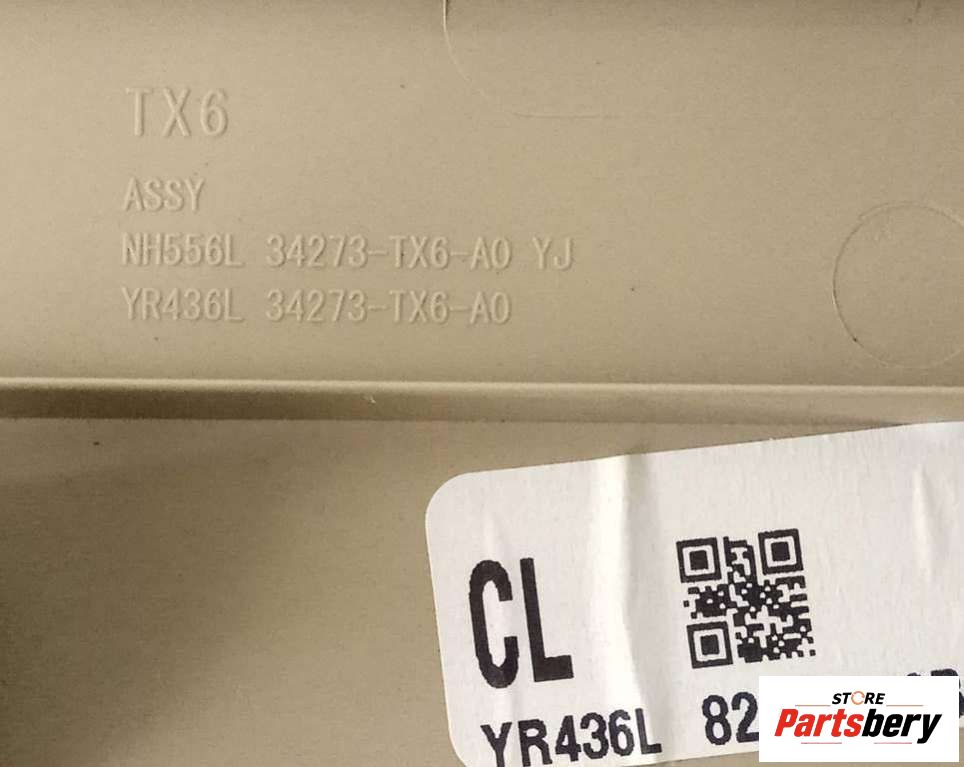 TX6
ASSY
NH556L 34273-TX6-A0 YJ
YR436L 34273-TX6-A0
CL
YR436L 82
STORE
Partsbery